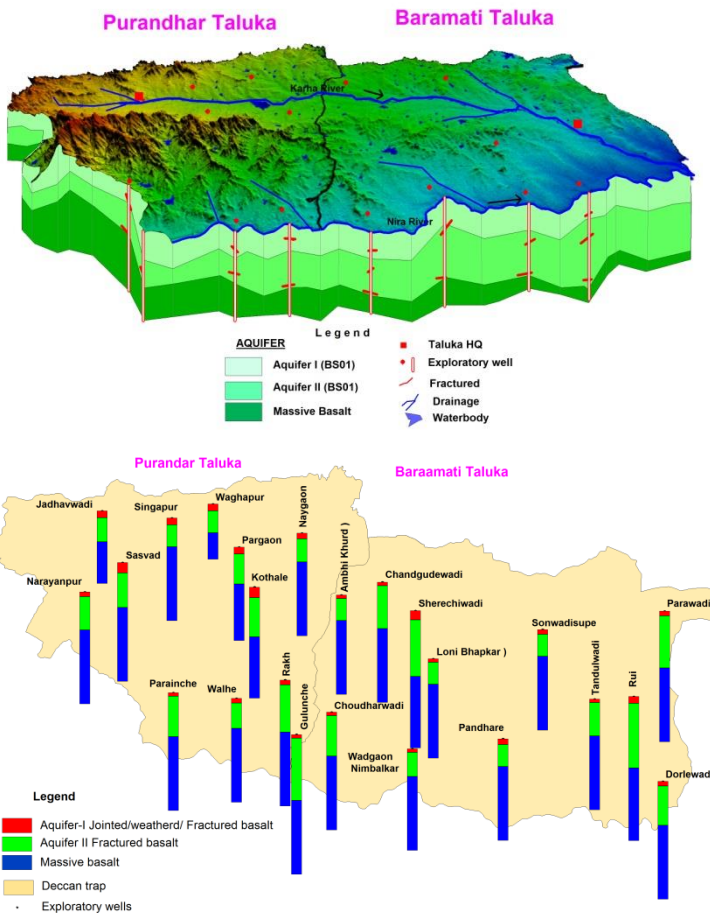 Purandhar Taluka
Baramati Taluka
Karha River
Nira River
L e g e n d
AQUIFER
Aquifer I (BS01)
Aquifer II (BS01)
Massive Basalt
Taluka HQ
Exploratory well
Fractured
Drainage
Waterbody
Purandar Taluka
Baraamati Taluka
Jadhavwadi
Singapur
Waghapur
Naygaon
Sasvad
Pargaon
Narayanpur
Kothale
Ambhi Khurd )
Chandgudewadi
Sherechiwadi
Sonwadisupe
Parawadi
Loni Bhapkar )
Tandulwadi
Rui
Parainche
Walhe
Rakh
Gulunche
Choudharwadi
Pandhare
Wadgaon
Nimbalkar
Dorlewad
Legend
Aquifer-I Jointed/weatherd/ Fractured basalt
Aquifer II Fractured basalt
Massive basalt
Deccan trap
Exploratory wells